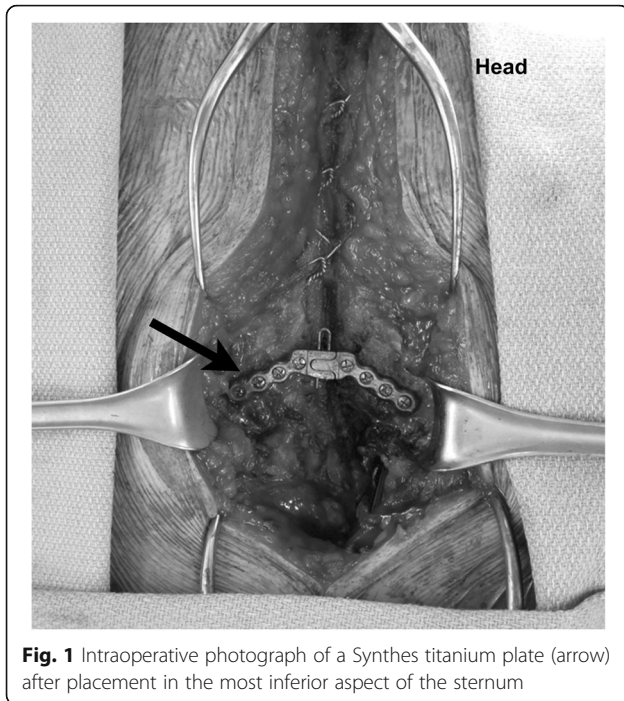 Head
Fig. 1 Intraoperative photograph of a Synthes titanium plate (arrow)
after placement in the most inferior aspect of the sternum